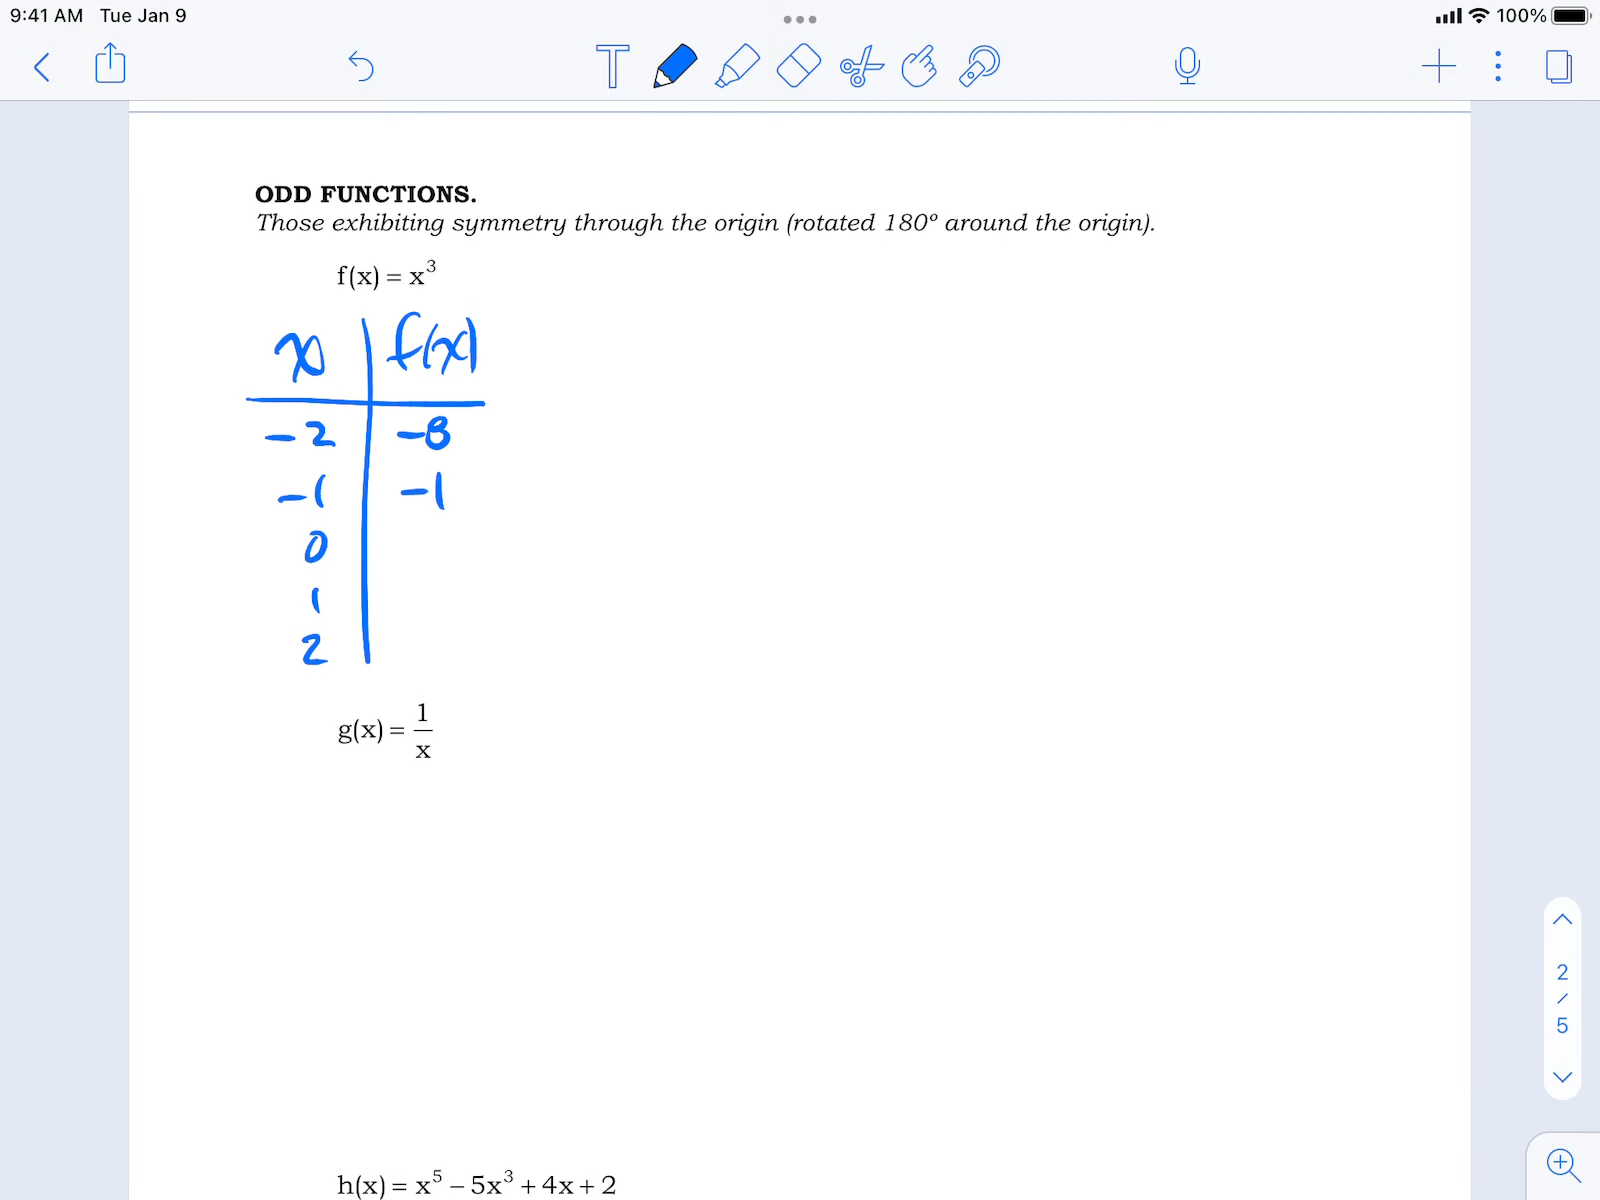 9:41 AM Tue Jan 9
100%
ODD FUNCTIONS.
Those exhibiting symmetry through the origin (rotated 180º around the origin).
f(x) = x³
x f(x)
-2 -8
-1 -1
0
1
2
g(x) = 1/x
h(x) = x⁵ – 5x³ + 4x + 2
2
/
5